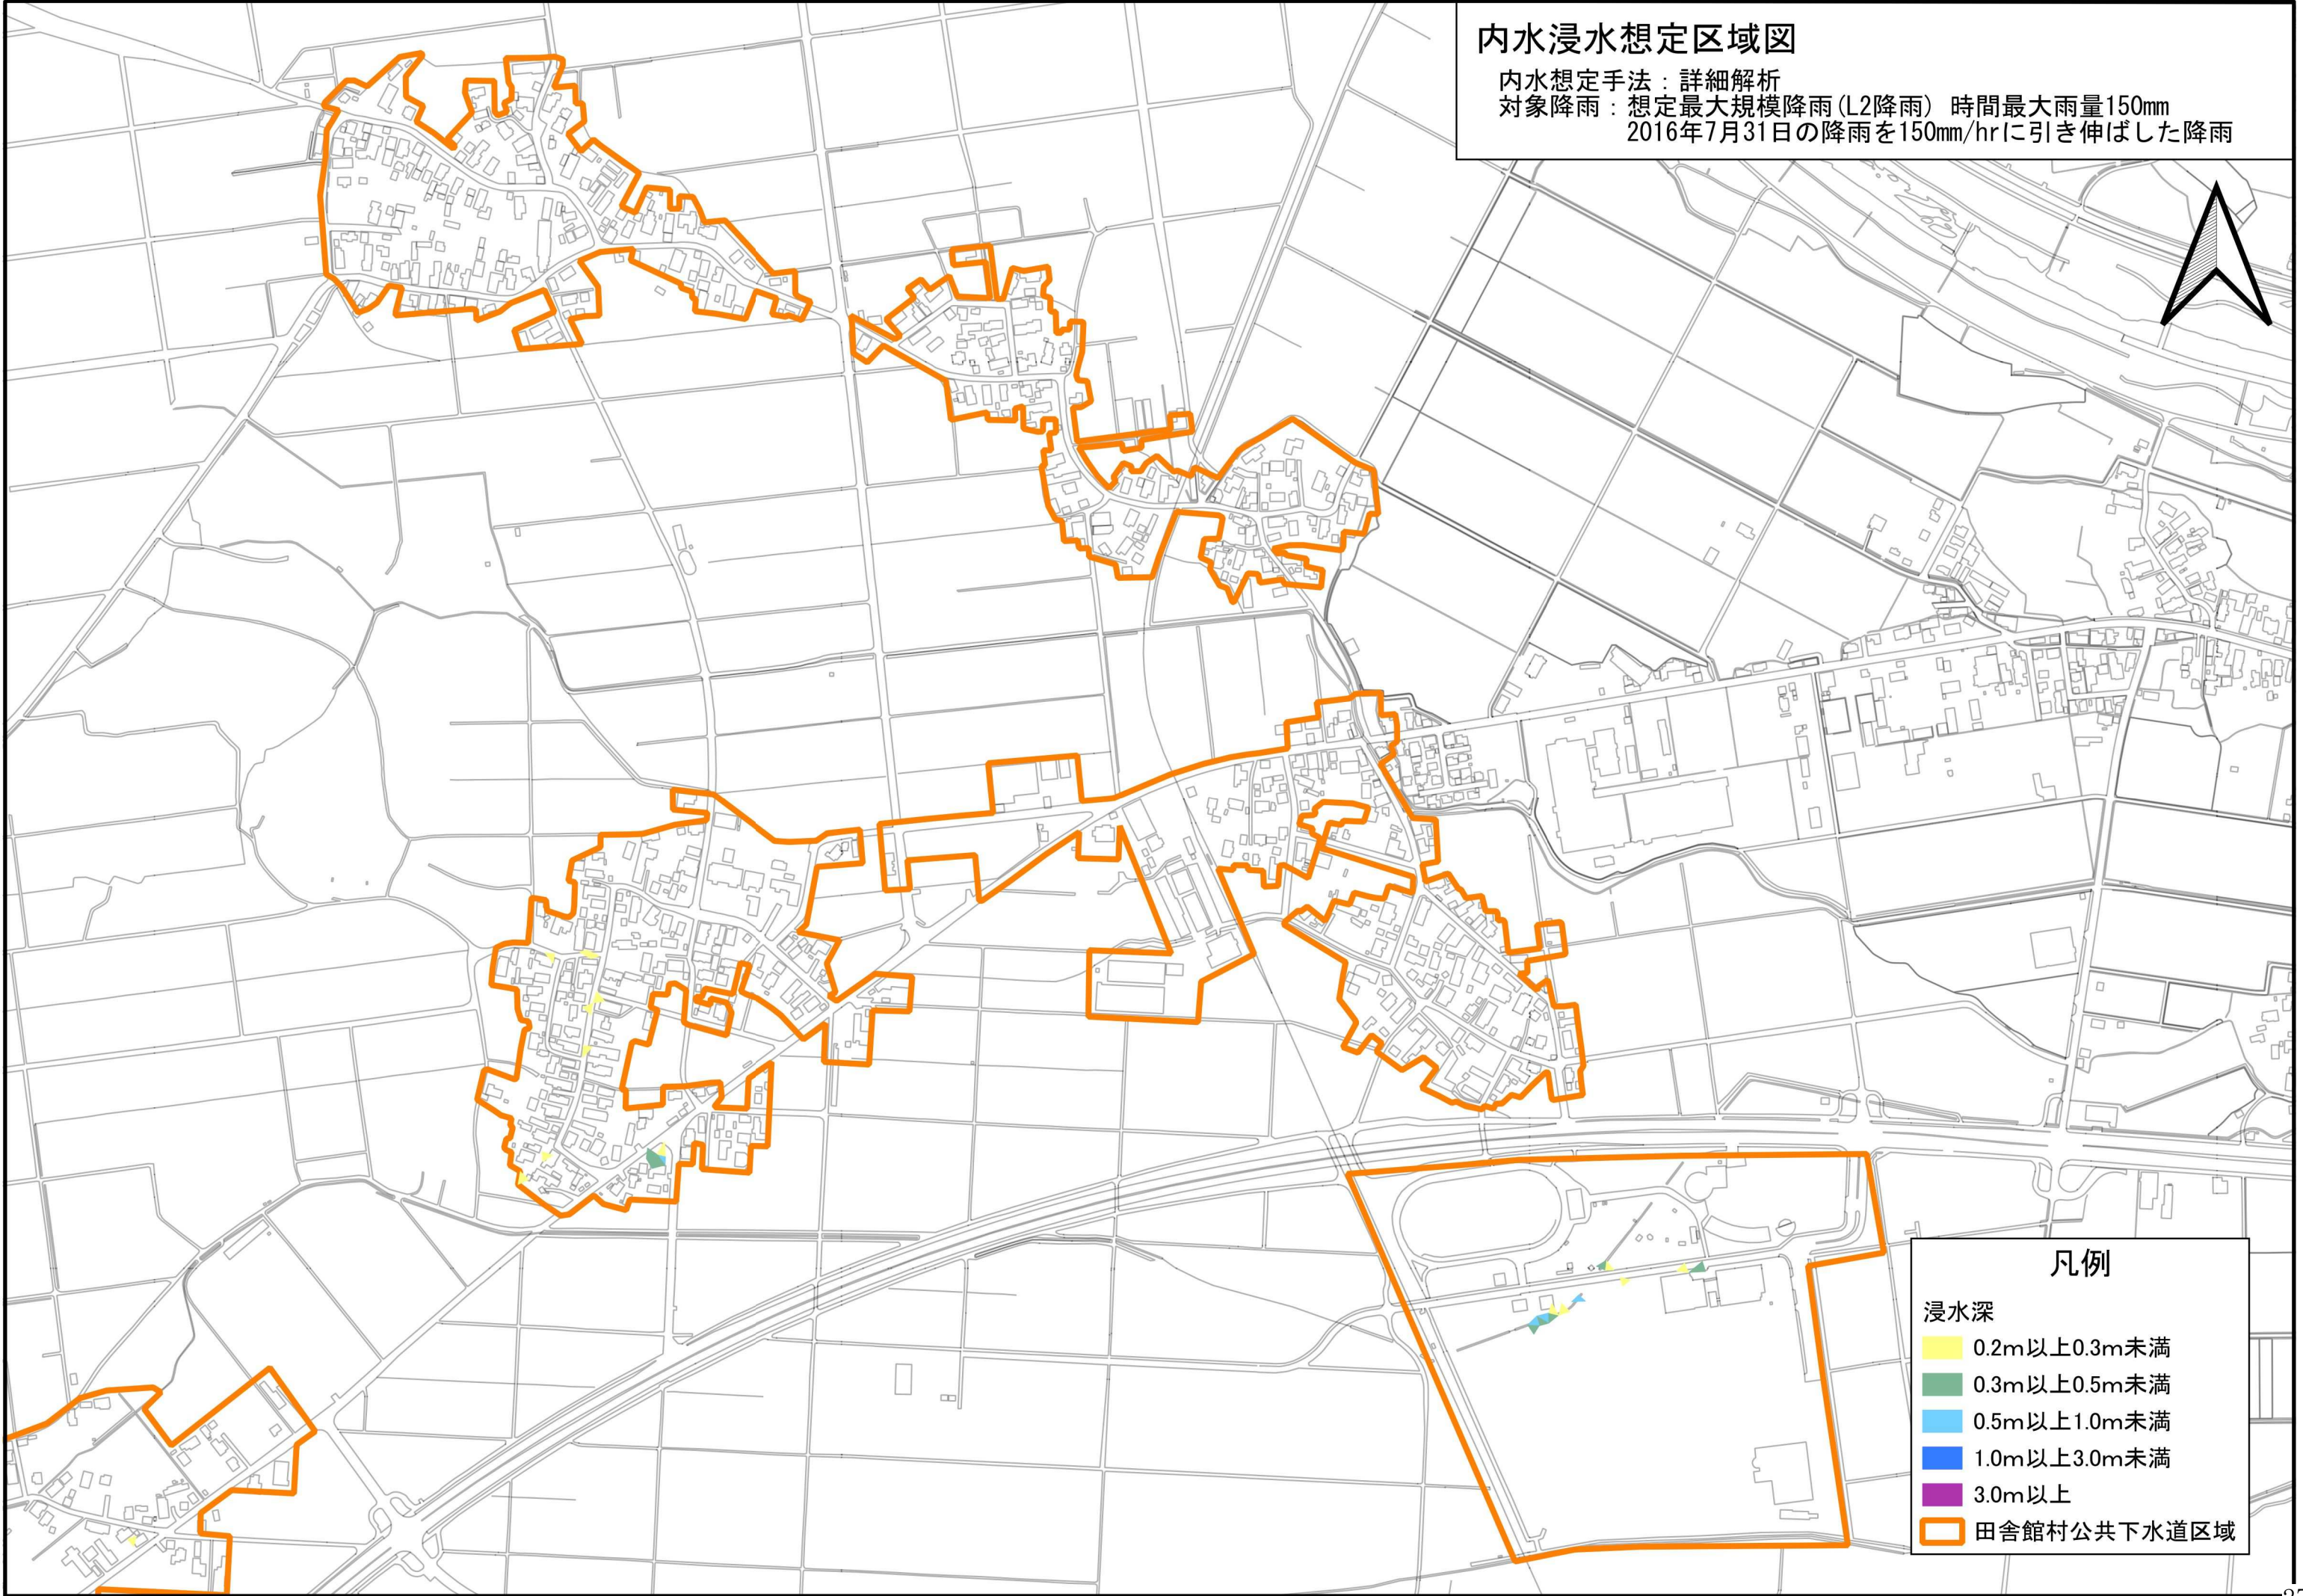 内水浸水想定区域図
内水想定手法：詳細解析
対象降雨：想定最大規模降雨(L2降雨) 時間最大雨量150mm
2016年7月31日の降雨を150mm/hrに引き伸ばした降雨
凡例
浸水深
0.2m以上0.3m未満
0.3m以上0.5m未満
0.5m以上1.0m未満
1.0m以上3.0m未満
3.0m以上
田舎館村公共下水道区域